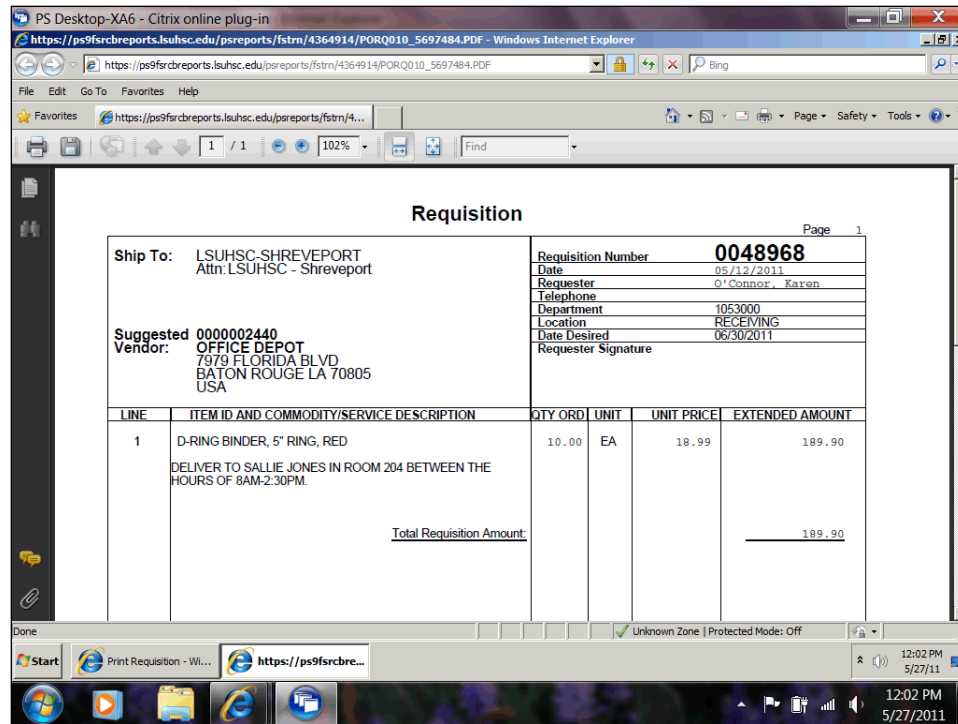 PS Desktop-XA6 - Citrix online plug-in
https://ps9fsrcbreports.lsuhsc.edu/psreports/fstrn/4364914/PORQ010_5697484.PDF - Windows Internet Explorer
https://ps9fsrcbreports.lsuhsc.edu/psreports/fstrn/4364914/PORQ010_5697484.PDF
Bing
File Edit Go To Favorites Help
Favorites
https://ps9fsrcbreports.lsuhsc.edu/psreports/fstrn/4...
Page Safety Tools
1 / 1 102% Find
Requisition
Page 1
Ship To: LSUHSC-SHREVEPORT
Attn:LSUHSC - Shreveport
Suggested Vendor: 0000002440
OFFICE DEPOT
7979 FLORIDA BLVD
BATON ROUGE LA 70805
USA
Requisition Number 0048968
Date 05/12/2011
Requester O'Connor, Karen
Telephone
Department 1053000
Location RECEIVING
Date Desired 06/30/2011
Requester Signature
LINE ITEM ID AND COMMODITY/SERVICE DESCRIPTION QTY ORD UNIT UNIT PRICE EXTENDED AMOUNT
1 D-RING BINDER, 5" RING, RED 10.00 EA 18.99 189.90
DELIVER TO SALLIE JONES IN ROOM 204 BETWEEN THE
HOURS OF 8AM-2:30PM.
Total Requisition Amount: 189.90
Done
Unknown Zone | Protected Mode: Off
Start
Print Requisition - Wi...
https://ps9fsrcbre...
12:02 PM
5/27/11
12:02 PM
5/27/2011